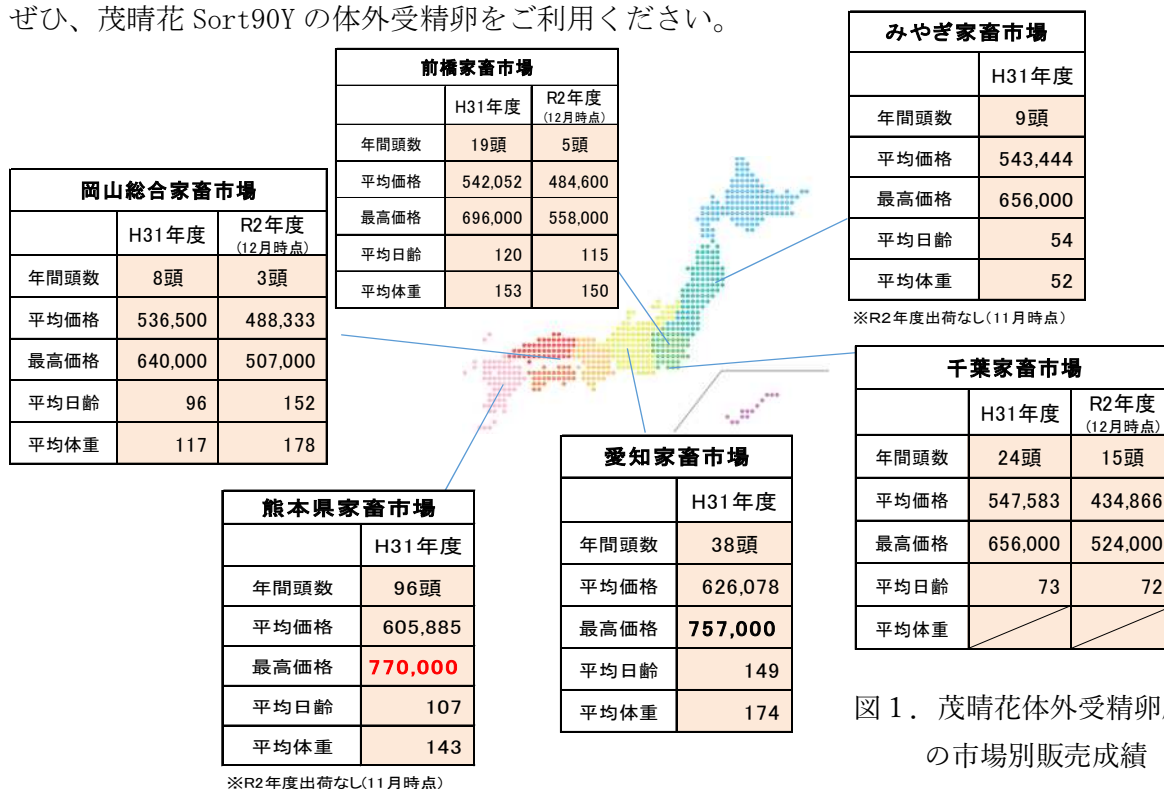 ぜひ、茂晴花 Sort90Y の体外受精卵をご利用ください。
みやぎ家畜市場
H31年度
年間頭数 9頭
平均価格 543,444
最高価格 656,000
平均日齢 54
平均体重 52
※R2年度出荷なし(11月時点)
前橋家畜市場
H31年度 R2年度
(12月時点)
年間頭数 19頭 5頭
平均価格 542,052 484,600
最高価格 696,000 558,000
平均日齢 120 115
平均体重 153 150
岡山総合家畜市場
H31年度 R2年度
(12月時点)
年間頭数 8頭 3頭
平均価格 536,500 488,333
最高価格 640,000 507,000
平均日齢 96 152
平均体重 117 178
千葉家畜市場
H31年度 R2年度
(12月時点)
年間頭数 24頭 15頭
平均価格 547,583 434,866
最高価格 656,000 524,000
平均日齢 73 72
平均体重
愛知家畜市場
H31年度
年間頭数 38頭
平均価格 626,078
最高価格 757,000
平均日齢 149
平均体重 174
熊本県家畜市場
H31年度
年間頭数 96頭
平均価格 605,885
最高価格 770,000
平均日齢 107
平均体重 143
※R2年度出荷なし(11月時点)
図1. 茂晴花体外受精卵
の市場別販売成績